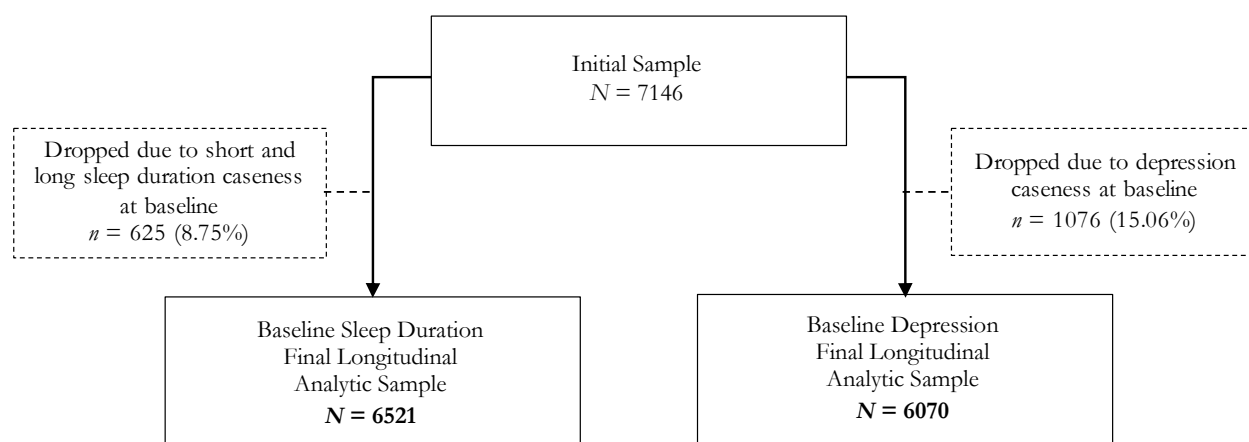 Initial Sample
N = 7146
Dropped due to short and
long sleep duration caseness
at baseline
n = 625 (8.75%)
Dropped due to depression
caseness at baseline
n = 1076 (15.06%)
Baseline Sleep Duration
Final Longitudinal
Analytic Sample
N = 6521
Baseline Depression
Final Longitudinal
Analytic Sample
N = 6070